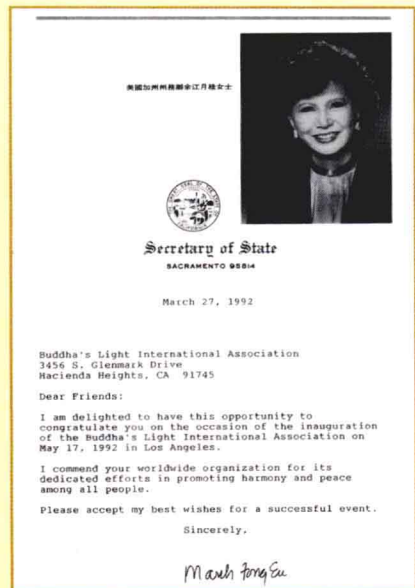 美國加州州務卿余江月桂女士
Secretary of State
SACRAMENTO 95814
March 27, 1992
Buddha's Light International Association
3456 S. Glenmark Drive
Hacienda Heights, CA 91745
Dear Friends:
I am delighted to have this opportunity to
congratulate you on the occasion of the inauguration
of the Buddha's Light International Association on
May 17, 1992 in Los Angeles.
I commend your worldwide organization for its
dedicated efforts in promoting harmony and peace
among all people.
Please accept my best wishes for a successful event.
Sincerely,
March Fong Eu